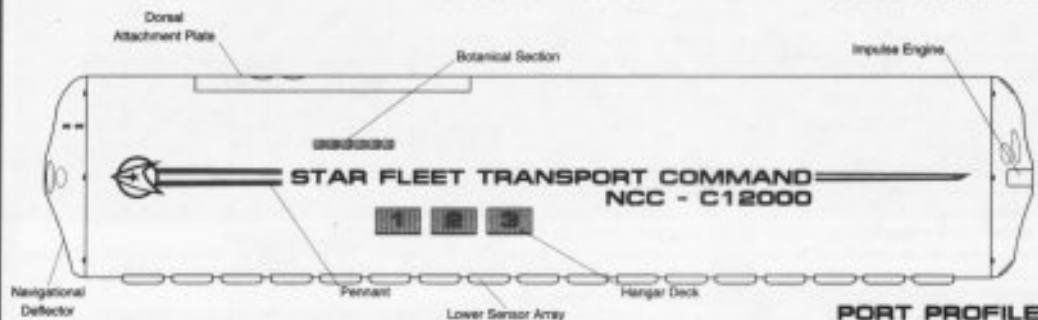 Dorsal
Attachment Plate
Botanical Section
Impulse Engine
STAR FLEET TRANSPORT COMMAND
NCC - C12000
1 2 3
Navigational
Deflector
Pennant
Lower Sensor Array
Hangar Deck
PORT PROFILE